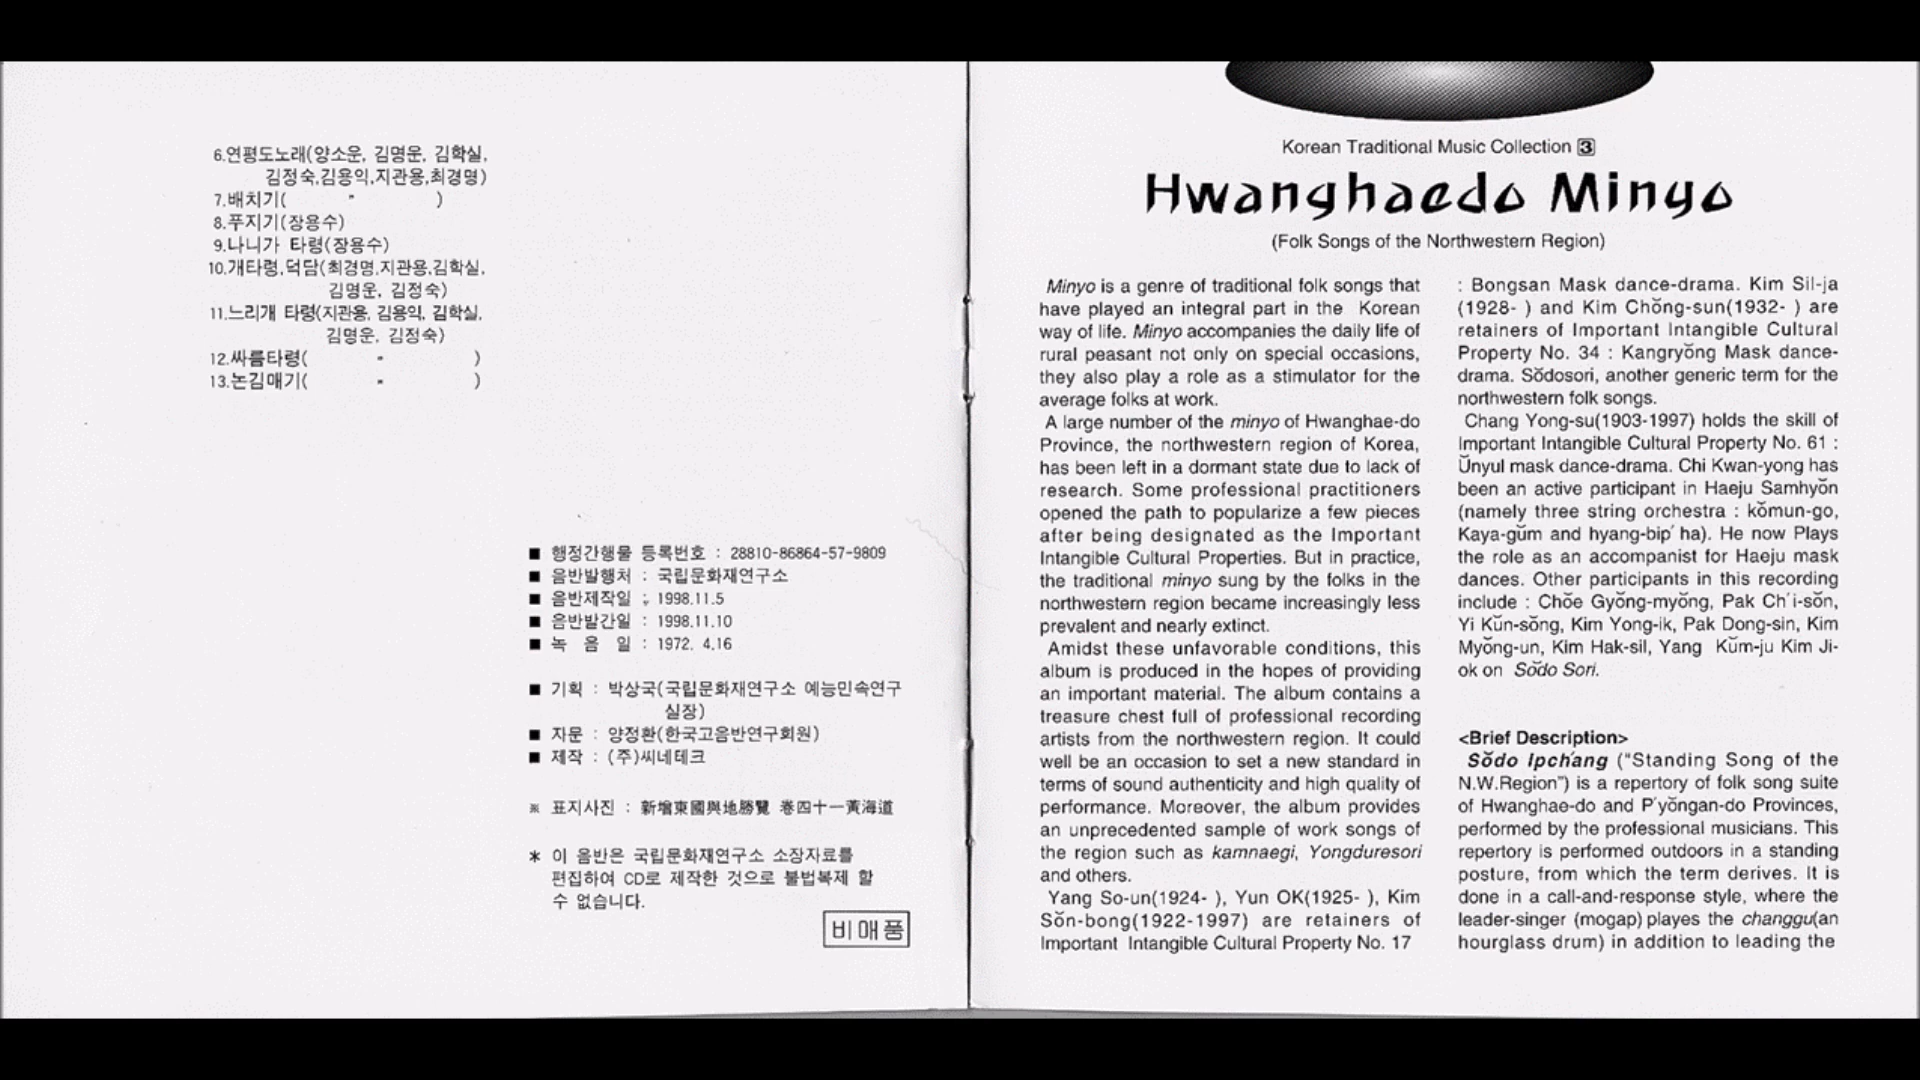 6.연평도노래(양소운, 김명운, 김학실,
김정숙,김용익,지관용,최경명)
7.배치기( " )
8.푸지기(장용수)
9.나니가 타령(장용수)
10.개타령,덕담(최경명,지관용,김학실,
김명운, 김정숙)
11.느리개 타령(지관용, 김용익, 김학실,
김명운, 김정숙)
12.싸름타령( " )
13.논김매기( " )
■ 행정간행물 등록번호 : 28810-86864-57-9809
■ 음반발행처 : 국립문화재연구소
■ 음반제작일 : 1998.11.5
■ 음반발간일 : 1998.11.10
■ 녹 음 일 : 1972. 4.16
■ 기획 : 박상국(국립문화재연구소 예능민속연구
실장)
■ 자문 : 양정환(한국고음반연구회원)
■ 제작 : (주)씨네테크
※ 표지사진 : 新增東國輿地勝覽 卷四十一黃海道
* 이 음반은 국립문화재연구소 소장자료를
편집하여 CD로 제작한 것으로 불법복제 할
수 없습니다.
비매품
Korean Traditional Music Collection 3
Hwanghaedo Minyo
(Folk Songs of the Northwestern Region)
Minyo is a genre of traditional folk songs that
have played an integral part in the Korean
way of life. Minyo accompanies the daily life of
rural peasant not only on special occasions,
they also play a role as a stimulator for the
average folks at work.
A large number of the minyo of Hwanghae-do
Province, the northwestern region of Korea,
has been left in a dormant state due to lack of
research. Some professional practitioners
opened the path to popularize a few pieces
after being designated as the Important
Intangible Cultural Properties. But in practice,
the traditional minyo sung by the folks in the
northwestern region became increasingly less
prevalent and nearly extinct.
Amidst these unfavorable conditions, this
album is produced in the hopes of providing
an important material. The album contains a
treasure chest full of professional recording
artists from the northwestern region. It could
well be an occasion to set a new standard in
terms of sound authenticity and high quality of
performance. Moreover, the album provides
an unprecedented sample of work songs of
the region such as kamnaegi, Yongduresori
and others.
Yang So-un(1924- ), Yun OK(1925- ), Kim
Sŏn-bong(1922-1997) are retainers of
Important Intangible Cultural Property No. 17
: Bongsan Mask dance-drama. Kim Sil-ja
(1928- ) and Kim Chŏng-sun(1932- ) are
retainers of Important Intangible Cultural
Property No. 34 : Kangryŏng Mask dance-
drama. Sŏdosori, another generic term for the
northwestern folk songs.
Chang Yong-su(1903-1997) holds the skill of
Important Intangible Cultural Property No. 61 :
Ŭnyul mask dance-drama. Chi Kwan-yong has
been an active participant in Haeju Samhyŏn
(namely three string orchestra : kŏmun-go,
Kaya-gŭm and hyang-bip' ha). He now Plays
the role as an accompanist for Haeju mask
dances. Other participants in this recording
include : Chŏe Gyŏng-myŏng, Pak Ch'i-sŏn,
Yi Kŭn-sŏng, Kim Yong-ik, Pak Dong-sin, Kim
Myŏng-un, Kim Hak-sil, Yang Kŭm-ju Kim Ji-
ok on Sŏdo Sori.
<Brief Description>
Sŏdo Ipch'ang ("Standing Song of the
N.W.Region") is a repertory of folk song suite
of Hwanghae-do and P'yŏngan-do Provinces,
performed by the professional musicians. This
repertory is performed outdoors in a standing
posture, from which the term derives. It is
done in a call-and-response style, where the
leader-singer (mogap) playes the changgu(an
hourglass drum) in addition to leading the